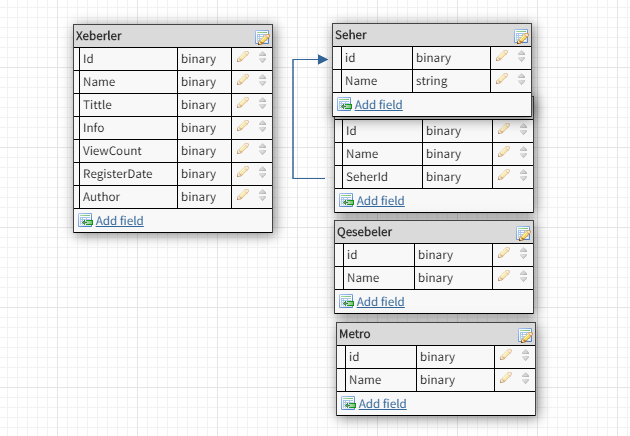 Xeberler
Id binary
Name binary
Tittle binary
Info binary
ViewCount binary
RegisterDate binary
Author binary
Add field
Seher
id binary
Name string
Add field
Id binary
Name binary
SeherId binary
Add field
Qesebeler
id binary
Name binary
Add field
Metro
id binary
Name binary
Add field